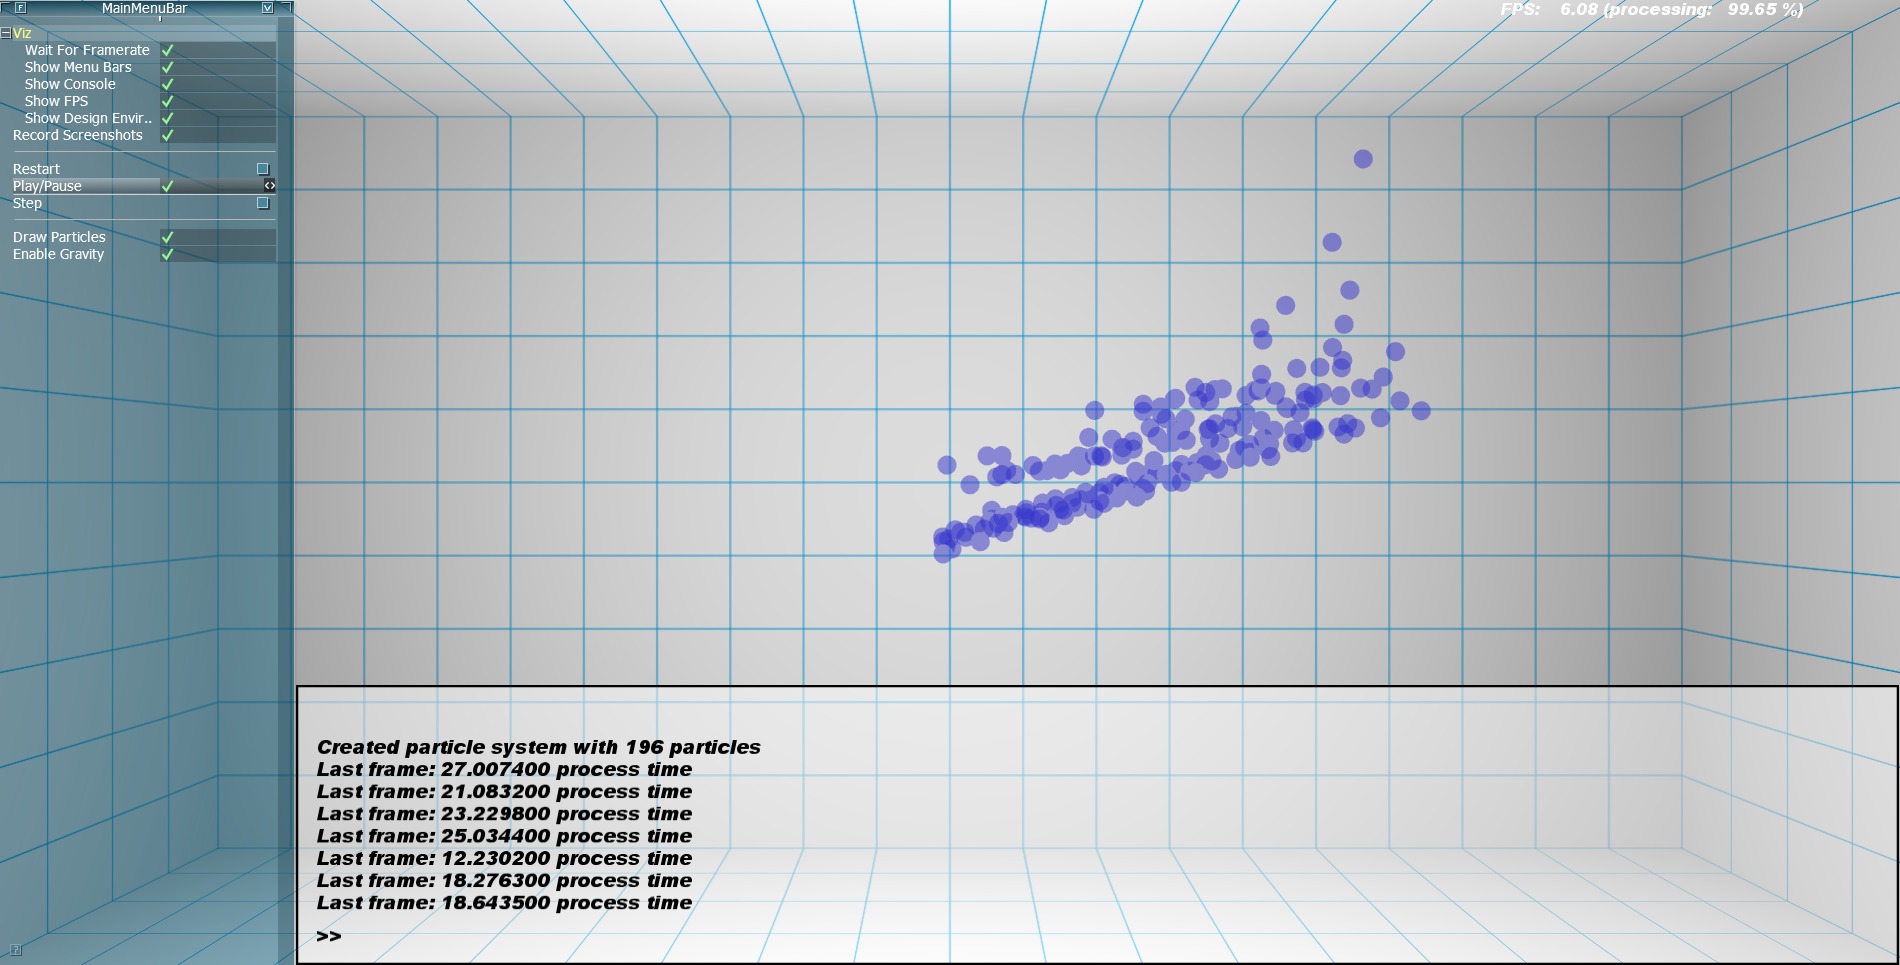 MainMenuBar
FPS: 6.08 (processing: 99.65 %)
Viz
Wait For Framerate
Show Menu Bars
Show Console
Show FPS
Show Design Envir..
Record Screenshots
Restart
Play/Pause
Step
Draw Particles
Enable Gravity
Created particle system with 196 particles
Last frame: 27.007400 process time
Last frame: 21.083200 process time
Last frame: 23.229800 process time
Last frame: 25.034400 process time
Last frame: 12.230200 process time
Last frame: 18.276300 process time
Last frame: 18.643500 process time
>>